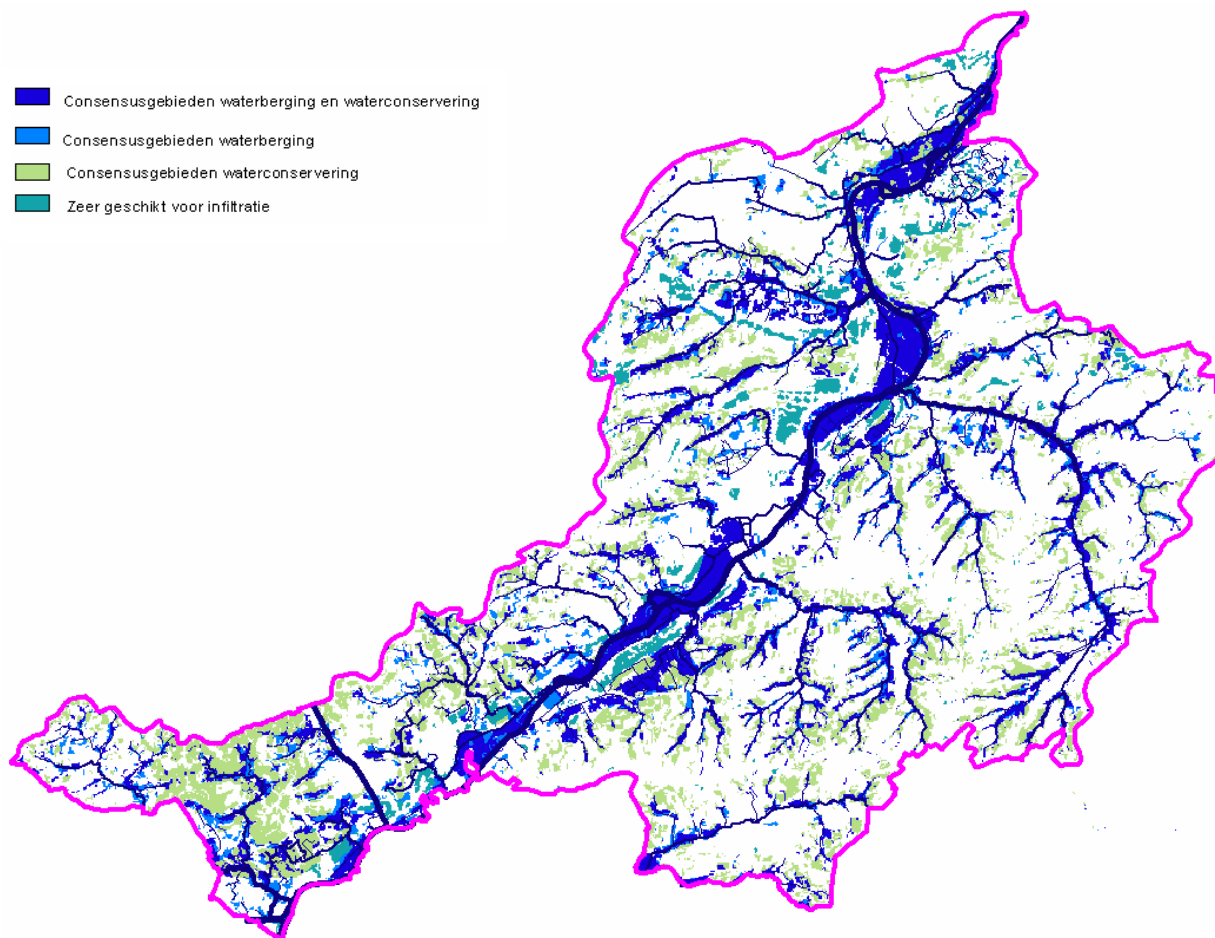 Consensusgebieden waterberging en waterconservering
Consensusgebieden waterberging
Consensusgebieden waterconservering
Zeer geschikt voor infiltratie